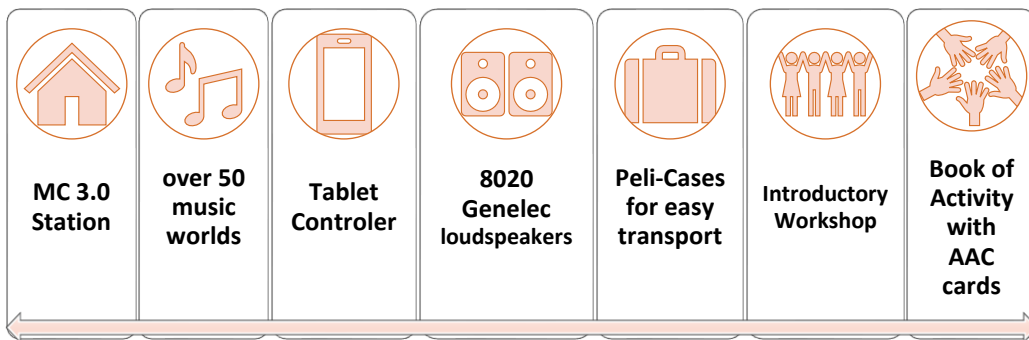 MC 3.0
Station
over 50
music
worlds
Tablet
Controler
8020
Genelec
loudspeakers
Peli-Cases
for easy
transport
Introductory
Workshop
Book of
Activity
with
AAC
cards